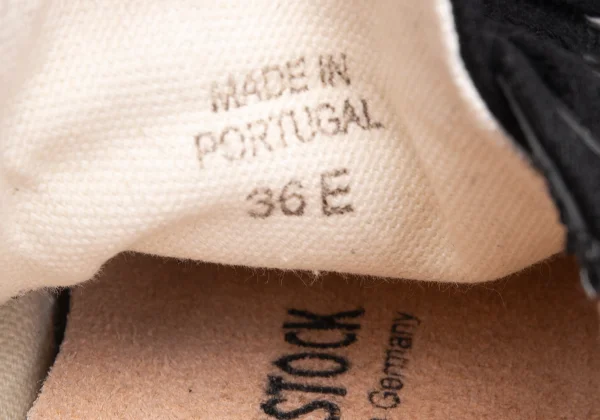 MADE IN
PORTUGAL
36 E
STOCK
Germany